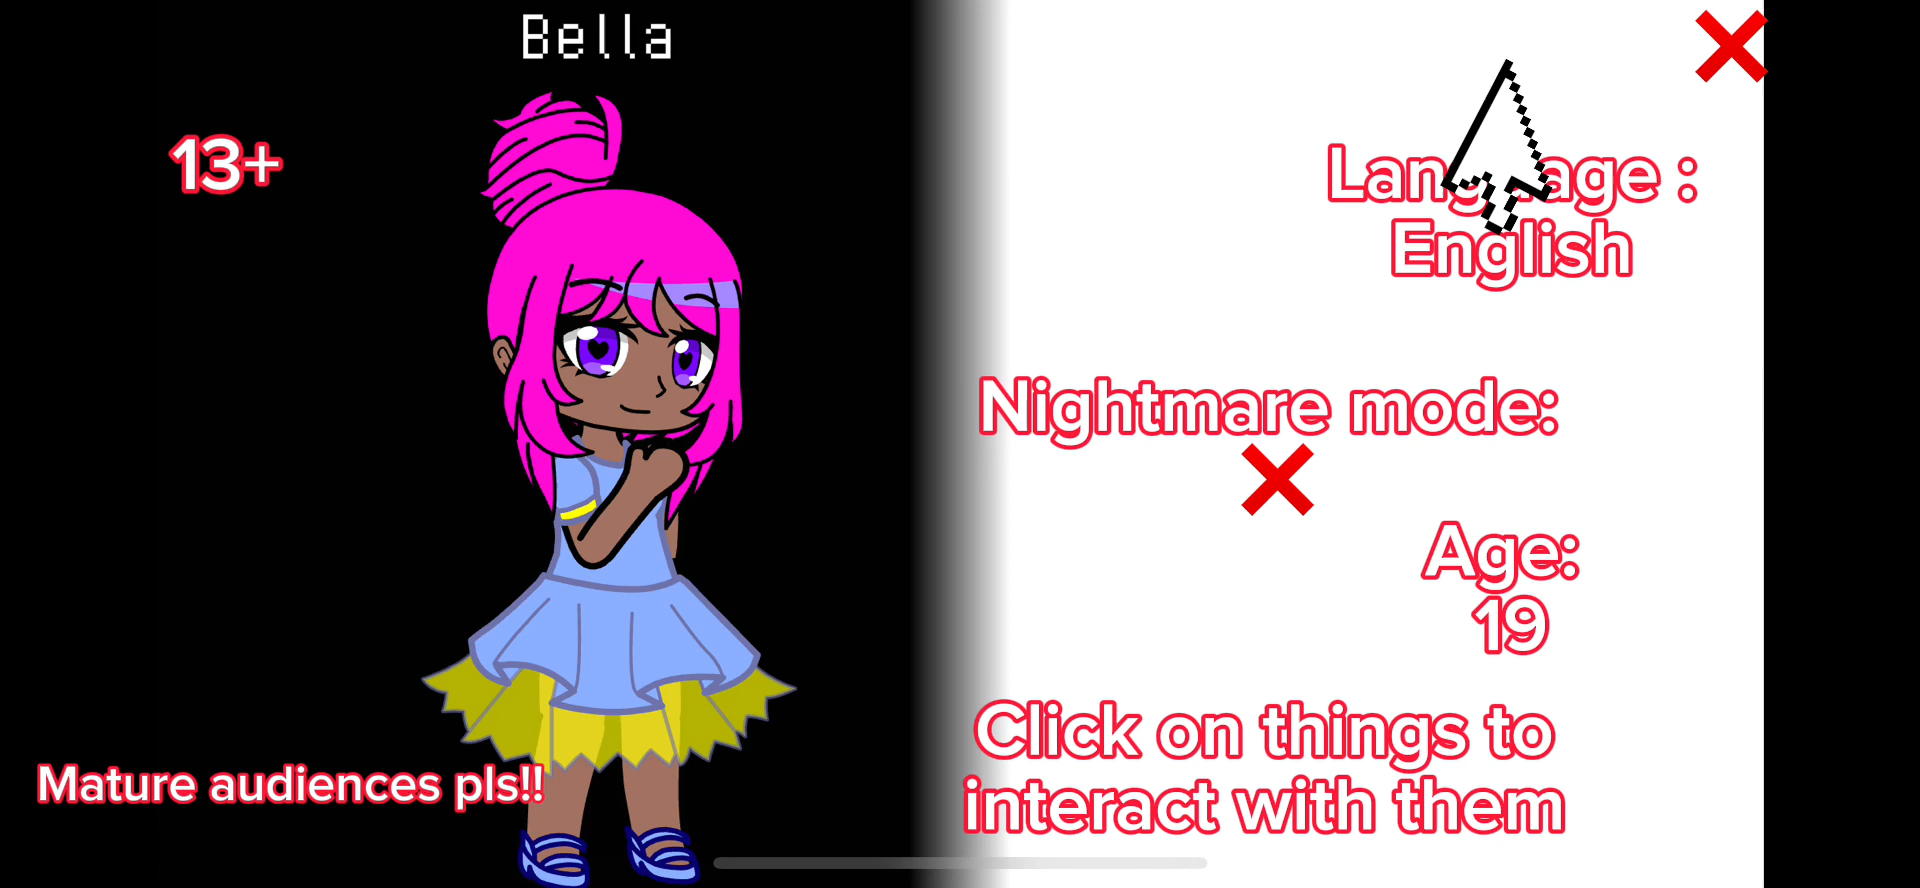 Bella
13+
Language :
English
Nightmare mode:
Age:
19
Click on things to
interact with them
Mature audiences pls!!